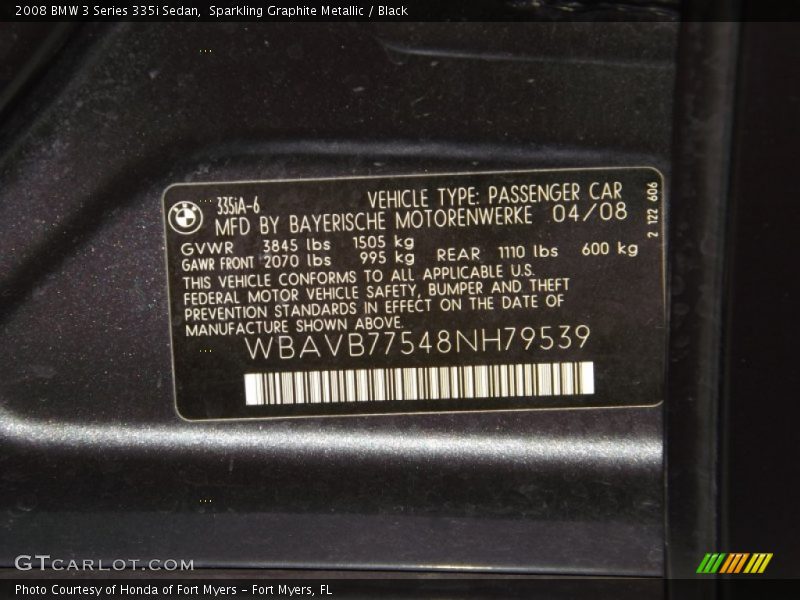 2008 BMW 3 Series 335i Sedan,  Sparkling Graphite Metallic / Black
335iA-6 VEHICLE TYPE: PASSENGER CAR
MFD BY BAYERISCHE MOTORENWERKE 04/08
GVWR 3845 lbs 1505 kg
GAWR FRONT 2070 lbs 995 kg REAR 1110 lbs 600 kg
THIS VEHICLE CONFORMS TO ALL APPLICABLE U.S.
FEDERAL MOTOR VEHICLE SAFETY, BUMPER AND THEFT
PREVENTION STANDARDS IN EFFECT ON THE DATE OF
MANUFACTURE SHOWN ABOVE.
WBAVB77548NH79539
2 122 606
GTCARLOT.COM
Photo Courtesy of Honda of Fort Myers - Fort Myers, FL